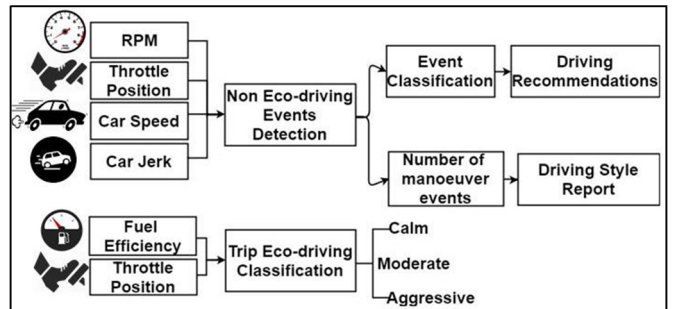 RPM
Throttle
Position
Car Speed
Car Jerk
Non Eco-driving
Events
Detection
Event
Classification
Driving
Recommendations
Number of
manoeuver
events
Driving Style
Report
Fuel
Efficiency
Throttle
Position
Trip Eco-driving
Classification
Calm
Moderate
Aggressive